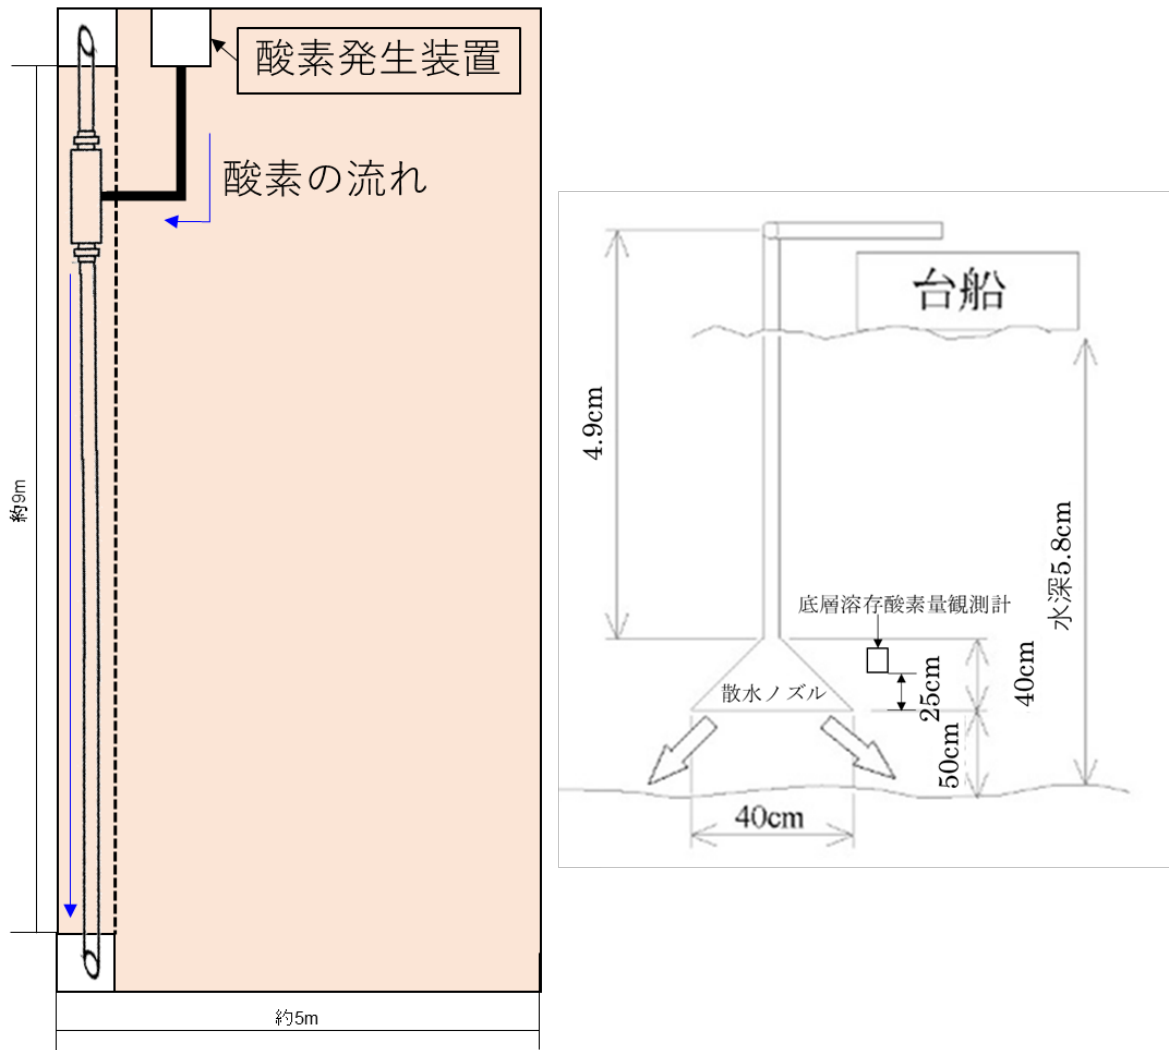 酸素発生装置
酸素の流れ
約9m
約5m
台船
4.9cm
水深5.8cm
底層溶存酸素量観測計
散水ノズル
25cm
40cm
50cm
40cm